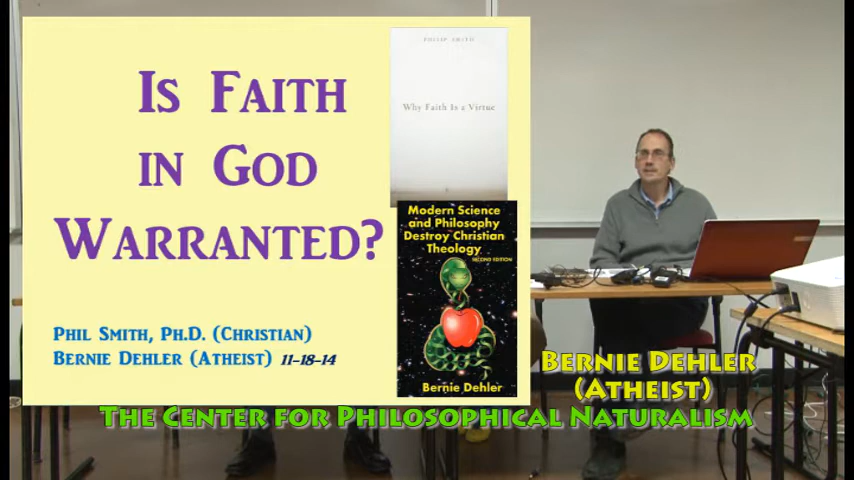 Is Faith
in God
Warranted?
Phil Smith, Ph.D. (Christian)
Bernie Dehler (Atheist) 11-18-14
PHILIP SMITH
Why Faith Is a Virtue
Modern Science
and Philosophy
Destroy Christian
Theology
SECOND EDITION
Bernie Dehler
Bernie Dehler
(Atheist)
The Center for Philosophical Naturalism